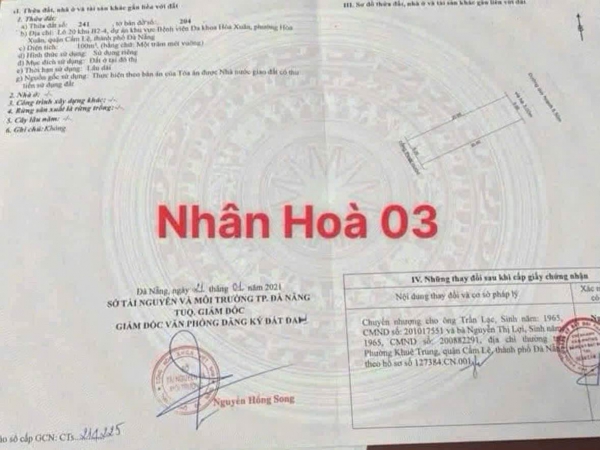 II. Thửa đất, nhà ở và tài sản khác gắn liền với đất
1. Thửa đất:
a) Thửa đất số: 241 , tờ bản đồ số: 204
b) Địa chỉ: Lô 20 khu B2-4, dự án khu vực Bệnh viện Đa khoa Hòa Xuân, phường Hòa
Xuân, quận Cẩm Lệ, thành phố Đà Nẵng
c) Diện tích: 100m², (bằng chữ: Một trăm mét vuông)
d) Hình thức sử dụng: Sử dụng riêng
đ) Mục đích sử dụng: Đất ở tại đô thị
e) Thời hạn sử dụng: Lâu dài
g) Nguồn gốc sử dụng: Thực hiện theo bản án của Tòa án được Nhà nước giao đất có thu
tiền sử dụng đất
2. Nhà ở: -/-
3. Công trình xây dựng khác: -/-
4. Rừng sản xuất là rừng trồng: -/-
5. Cây lâu năm: -/-
6. Ghi chú: Không
III. Sơ đồ thửa đất, nhà ở và tài sản khác gắn liền với đất
Nhân Hoà 03
Đà Nẵng, ngày 21 tháng 01 năm 2021
SỞ TÀI NGUYÊN VÀ MÔI TRƯỜNG TP. ĐÀ NẴNG
TUQ. GIÁM ĐỐC
GIÁM ĐỐC VĂN PHÒNG ĐĂNG KÝ ĐẤT ĐAI
Nguyễn Hồng Song
IV. Những thay đổi sau khi cấp giấy chứng nhận
Nội dung thay đổi và cơ sở pháp lý
Chuyển nhượng cho ông Trần Lạc, Sinh năm: 1965,
CMND số: 201017551 và bà Nguyễn Thị Lợi, Sinh năm
1965, CMND số: 200882291, địa chỉ thường trú
Phường Khuê Trung, quận Cẩm Lệ, thành phố Đà Nẵng
theo hồ sơ số 127384.CN.001
số cấp GCN: CTs 214225